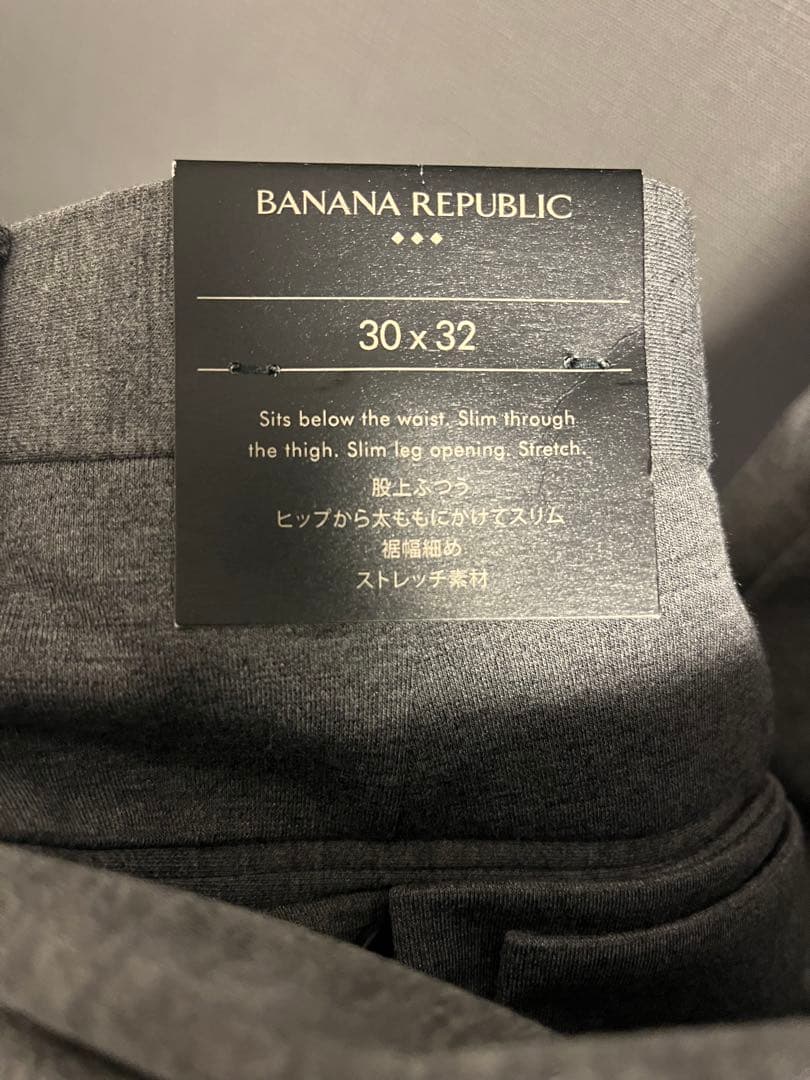 BANANA REPUBLIC
30 x 32
Sits below the waist. Slim through
the thigh. Slim leg opening. Stretch.
股上ふつう
ヒップから太ももにかけてスリム
裾幅細め
ストレッチ素材